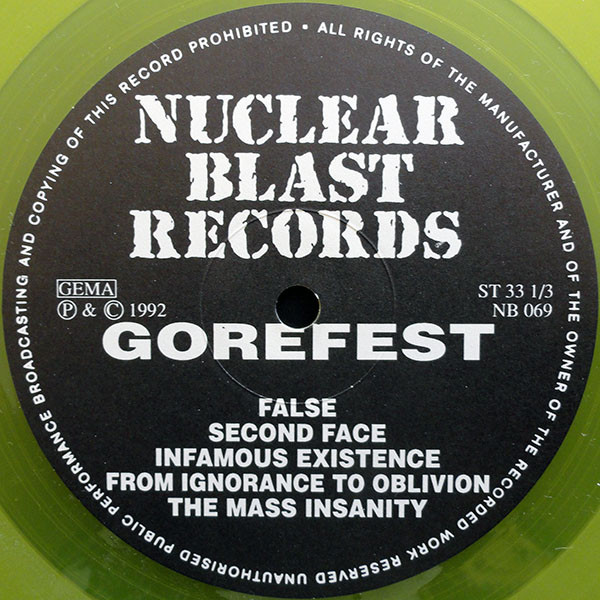 UNAUTHORISED PUBLIC PERFORMANCE BROADCASTING AND COPYING OF THIS RECORD PROHIBITED • ALL RIGHTS OF THE MANUFACTURER AND OF THE OWNER OF THE RECORDED WORK RESERVED
NUCLEAR
BLAST
RECORDS
GEMA
Ⓟ & © 1992
ST 33 1/3
NB 069
GOREFEST
FALSE
SECOND FACE
INFAMOUS EXISTENCE
FROM IGNORANCE TO OBLIVION
THE MASS INSANITY